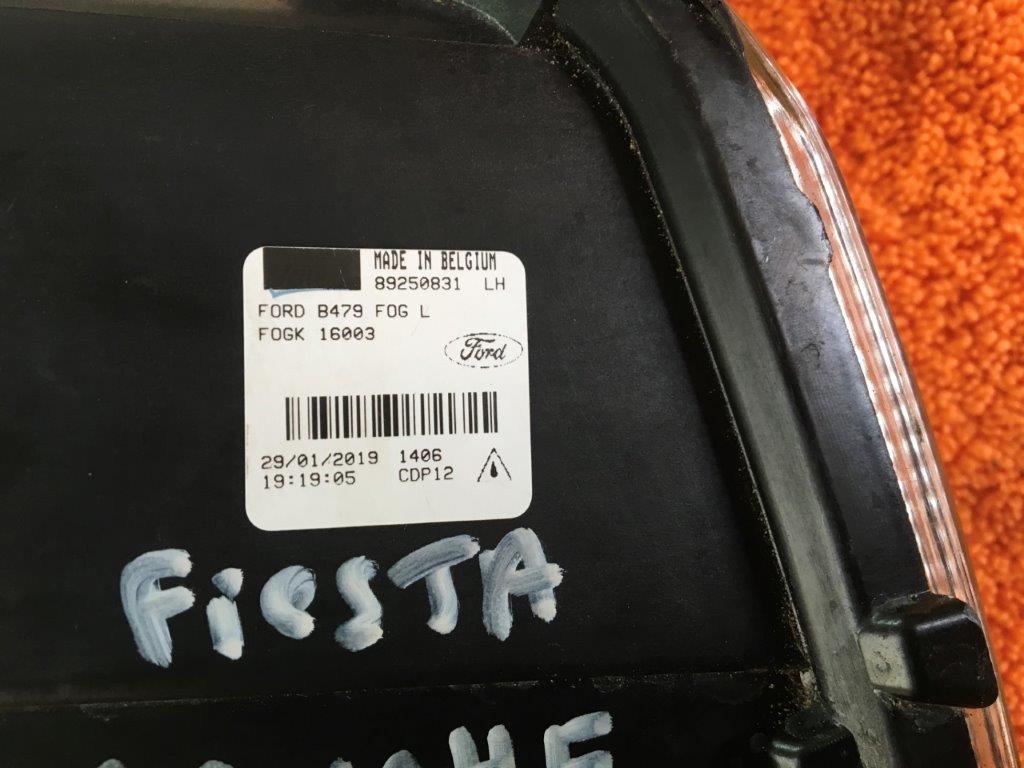 MADE IN BELGIUM
89250831 LH
FORD B479 FOG L
FOGK 16003
Ford
29/01/2019 1406
19:19:05 CDP12
FiesTA